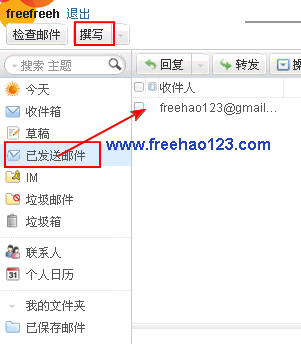 freefreeh 退出
检查邮件 撰写
搜索 主题 回复 转发
收件人
今天 freehao123@gmail...
收件箱
草稿
已发送邮件 www.freehao123.com
IM
垃圾邮件
垃圾箱
联系人
31 个人日历
我的文件夹
已保存邮件